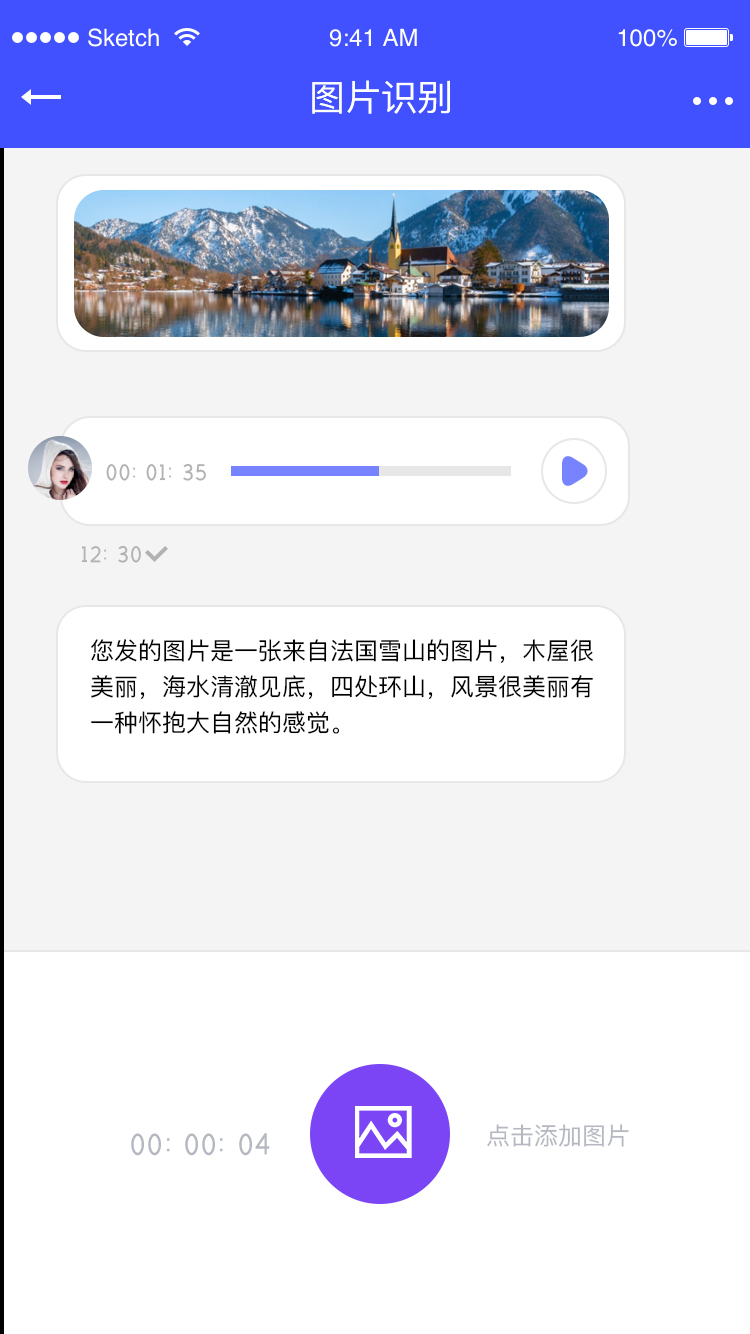 Sketch 9:41 AM 100%
图片识别
00: 01: 35
12: 30
您发的图片是一张来自法国雪山的图片，木屋很
美丽，海水清澈见底，四处环山，风景很美丽有
一种怀抱大自然的感觉。
00: 00: 04 点击添加图片